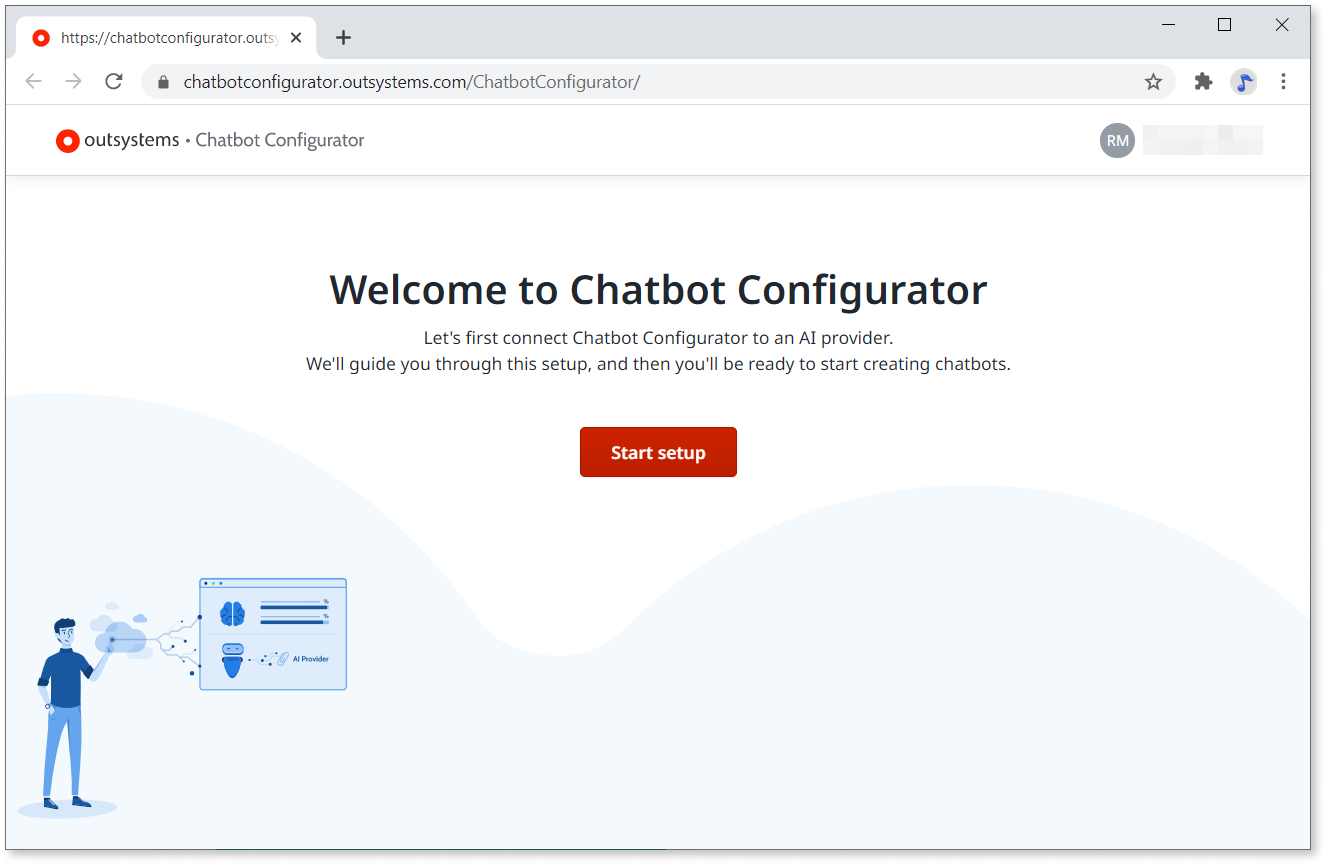 https://chatbotconfigurator.outsy
chatbotconfigurator.outsystems.com/ChatbotConfigurator/
outsystems • Chatbot Configurator
RM
Welcome to Chatbot Configurator
Let's first connect Chatbot Configurator to an AI provider.
We'll guide you through this setup, and then you'll be ready to start creating chatbots.
Start setup
%
%
AI Provider